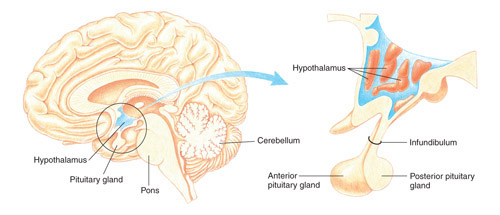 Hypothalamus
Cerebellum
Infundibulum
Hypothalamus
Pituitary gland
Pons
Anterior
pituitary gland
Posterior pituitary
gland